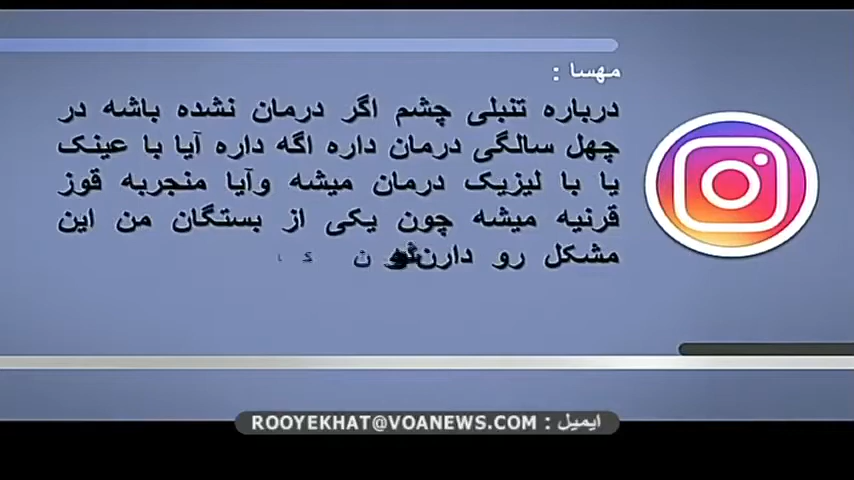 مهسا :
درباره تنبلی چشم اگر درمان نشده باشه در
چهل سالگی درمان داره اگه داره آیا با عینک
یا با لیزیک درمان میشه وآیا منجربه قوز
قرنیه میشه چون یکی از بستگان من این
مشکل رو دارن
ایمیل : ROOYEKHAT@VOANEWS.COM